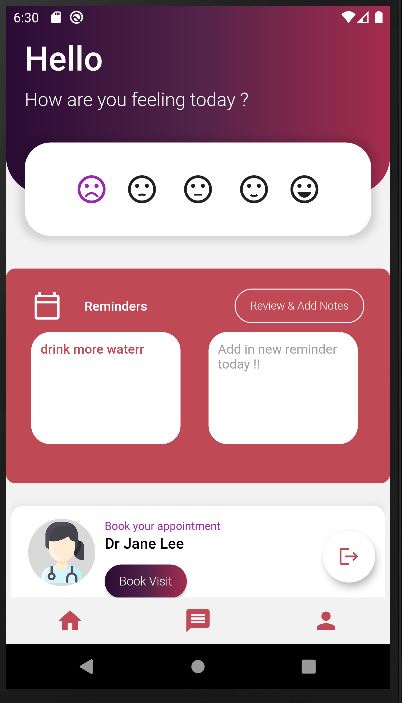 6:30
Hello
How are you feeling today ?
Reminders
Review & Add Notes
drink more waterr
Add in new reminder
today !!
Book your appointment
Dr Jane Lee
Book Visit